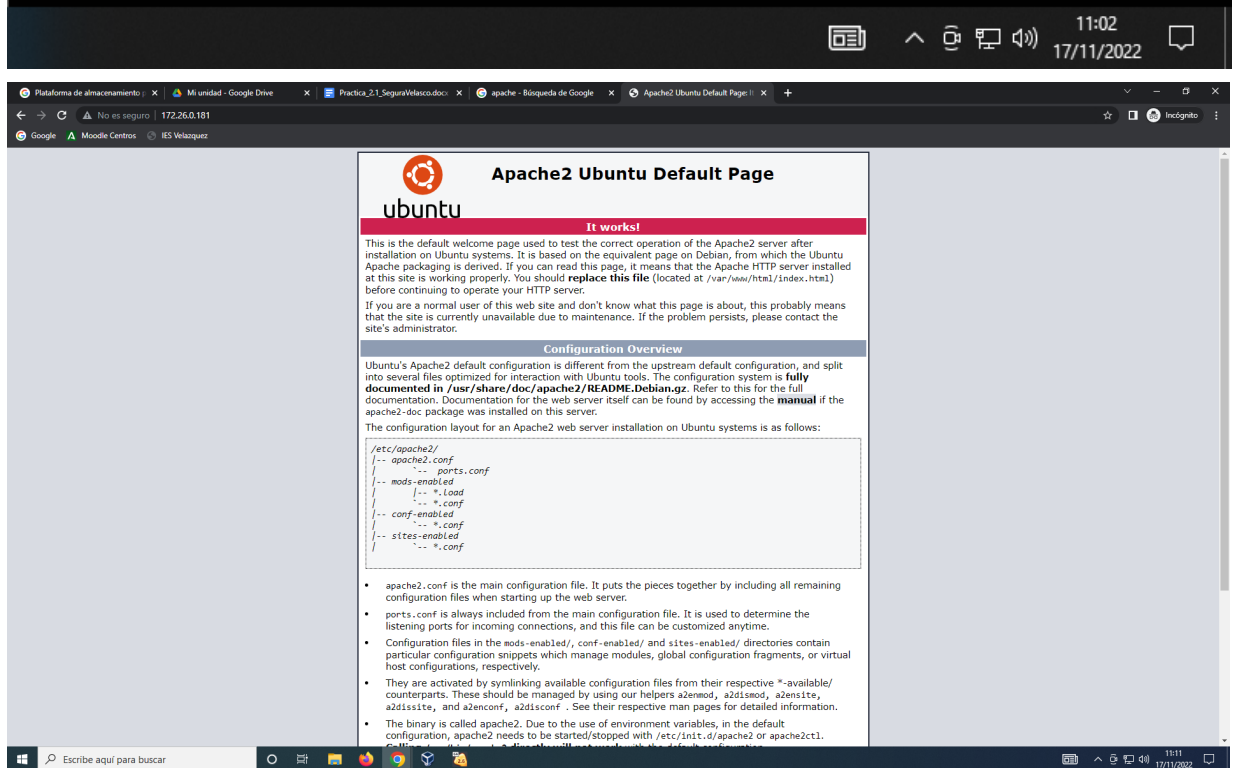 11:02
17/11/2022
Plataforma de almacenamiento p
Mi unidad - Google Drive
Practica_2.1_SeguraVelasco.docx
apache - Búsqueda de Google
Apache2 Ubuntu Default Page: It
No es seguro | 172.26.0.181
Incógnito
Google Moodle Centros IES Velazquez
ubuntu
Apache2 Ubuntu Default Page
It works!
This is the default welcome page used to test the correct operation of the Apache2 server after
installation on Ubuntu systems. It is based on the equivalent page on Debian, from which the Ubuntu
Apache packaging is derived. If you can read this page, it means that the Apache HTTP server installed
at this site is working properly. You should replace this file (located at /var/www/html/index.html)
before continuing to operate your HTTP server.
If you are a normal user of this web site and don't know what this page is about, this probably means
that the site is currently unavailable due to maintenance. If the problem persists, please contact the
site's administrator.
Configuration Overview
Ubuntu's Apache2 default configuration is different from the upstream default configuration, and split
into several files optimized for interaction with Ubuntu tools. The configuration system is fully
documented in /usr/share/doc/apache2/README.Debian.gz. Refer to this for the full
documentation. Documentation for the web server itself can be found by accessing the manual if the
apache2-doc package was installed on this server.
The configuration layout for an Apache2 web server installation on Ubuntu systems is as follows:
/etc/apache2/
|-- apache2.conf
|       `--  ports.conf
|-- mods-enabled
|       |-- *.load
|       `-- *.conf
|-- conf-enabled
|       `-- *.conf
|-- sites-enabled
|       `-- *.conf
• apache2.conf is the main configuration file. It puts the pieces together by including all remaining
configuration files when starting up the web server.
• ports.conf is always included from the main configuration file. It is used to determine the
listening ports for incoming connections, and this file can be customized anytime.
• Configuration files in the mods-enabled/, conf-enabled/ and sites-enabled/ directories contain
particular configuration snippets which manage modules, global configuration fragments, or virtual
host configurations, respectively.
• They are activated by symlinking available configuration files from their respective *-available/
counterparts. These should be managed by using our helpers a2enmod, a2dismod, a2ensite,
a2dissite, and a2enconf, a2disconf . See their respective man pages for detailed information.
• The binary is called apache2. Due to the use of environment variables, in the default
configuration, apache2 needs to be started/stopped with /etc/init.d/apache2 or apache2ctl.
Escribe aquí para buscar
11:11
17/11/2022